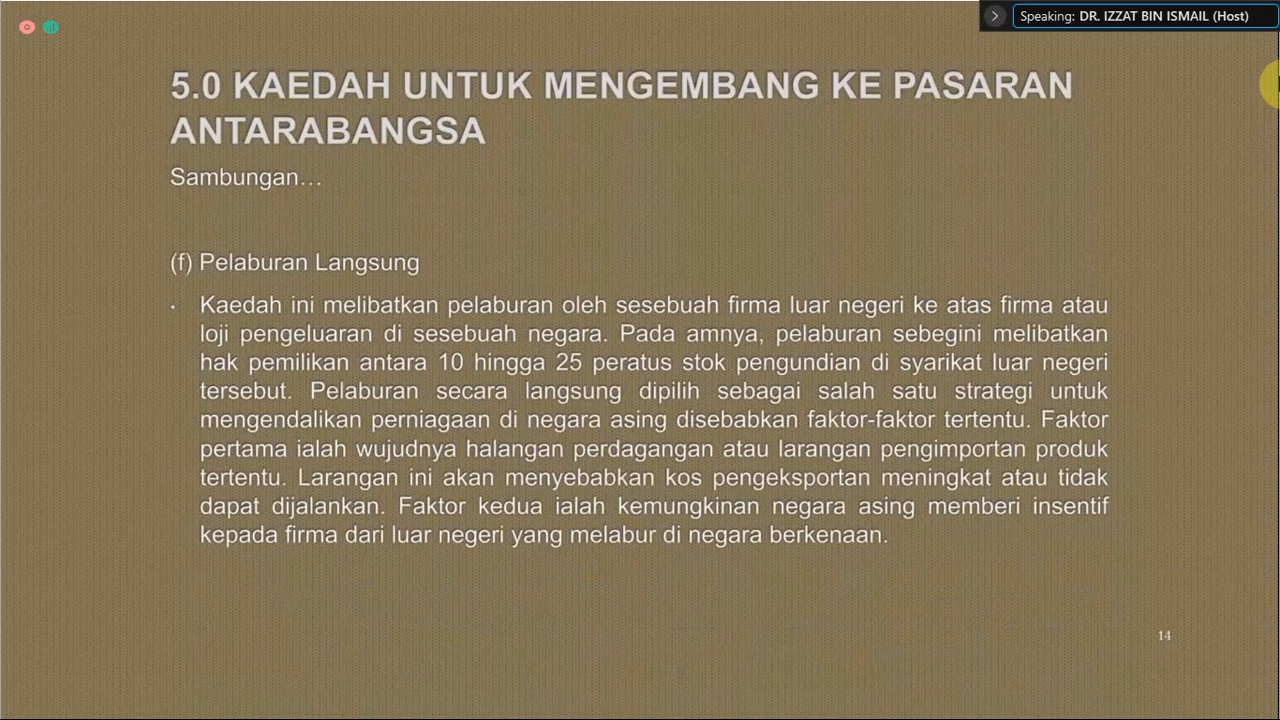 Speaking: DR. IZZAT BIN ISMAIL (Host)
5.0 KAEDAH UNTUK MENGEMBANG KE PASARAN
ANTARABANGSA
Sambungan…
(f) Pelaburan Langsung
• Kaedah ini melibatkan pelaburan oleh sesebuah firma luar negeri ke atas firma atau
loji pengeluaran di sesebuah negara. Pada amnya, pelaburan sebegini melibatkan
hak pemilikan antara 10 hingga 25 peratus stok pengundian di syarikat luar negeri
tersebut. Pelaburan secara langsung dipilih sebagai salah satu strategi untuk
mengendalikan perniagaan di negara asing disebabkan faktor-faktor tertentu. Faktor
pertama ialah wujudnya halangan perdagangan atau larangan pengimportan produk
tertentu. Larangan ini akan menyebabkan kos pengeksportan meningkat atau tidak
dapat dijalankan. Faktor kedua ialah kemungkinan negara asing memberi insentif
kepada firma dari luar negeri yang melabur di negara berkenaan.
14